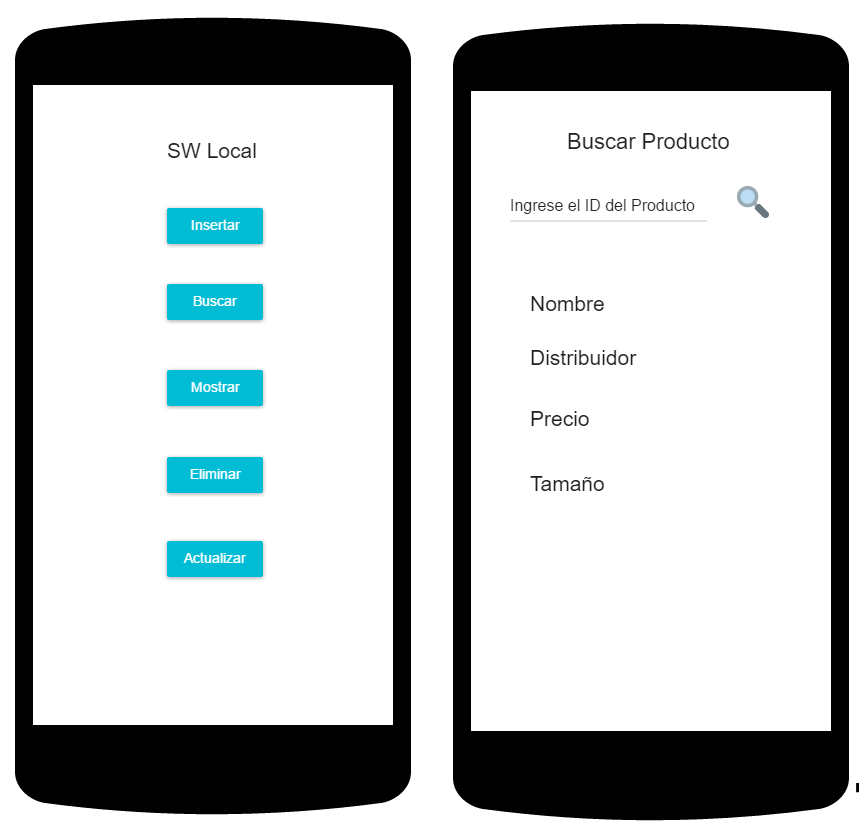 SW Local
Insertar
Buscar
Mostrar
Eliminar
Actualizar
Buscar Producto
Ingrese el ID del Producto
Nombre
Distribuidor
Precio
Tamaño